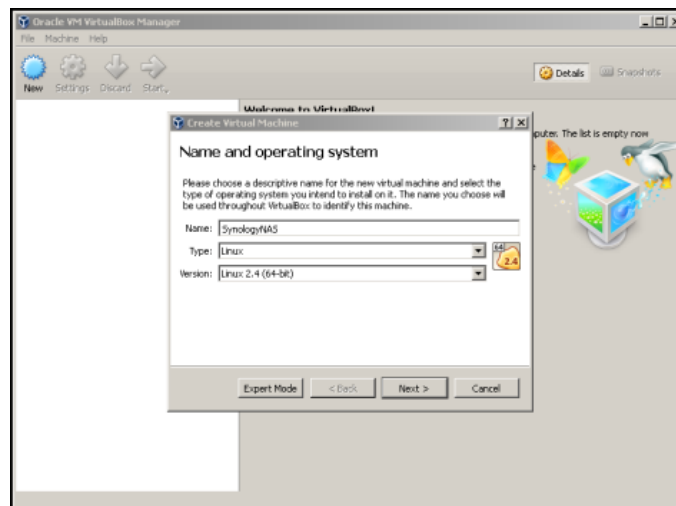 Oracle VM VirtualBox Manager
File Machine Help
New Settings Discard Start
Details Snapshots
Welcome to VirtualBox!
puter. The list is empty now
Create Virtual Machine
Name and operating system
Please choose a descriptive name for the new virtual machine and select the
type of operating system you intend to install on it. The name you choose will
be used throughout VirtualBox to identify this machine.
Name: SynologyNAS
Type: Linux
64
2.4
Version: Linux 2.4 (64-bit)
Expert Mode < Back Next > Cancel